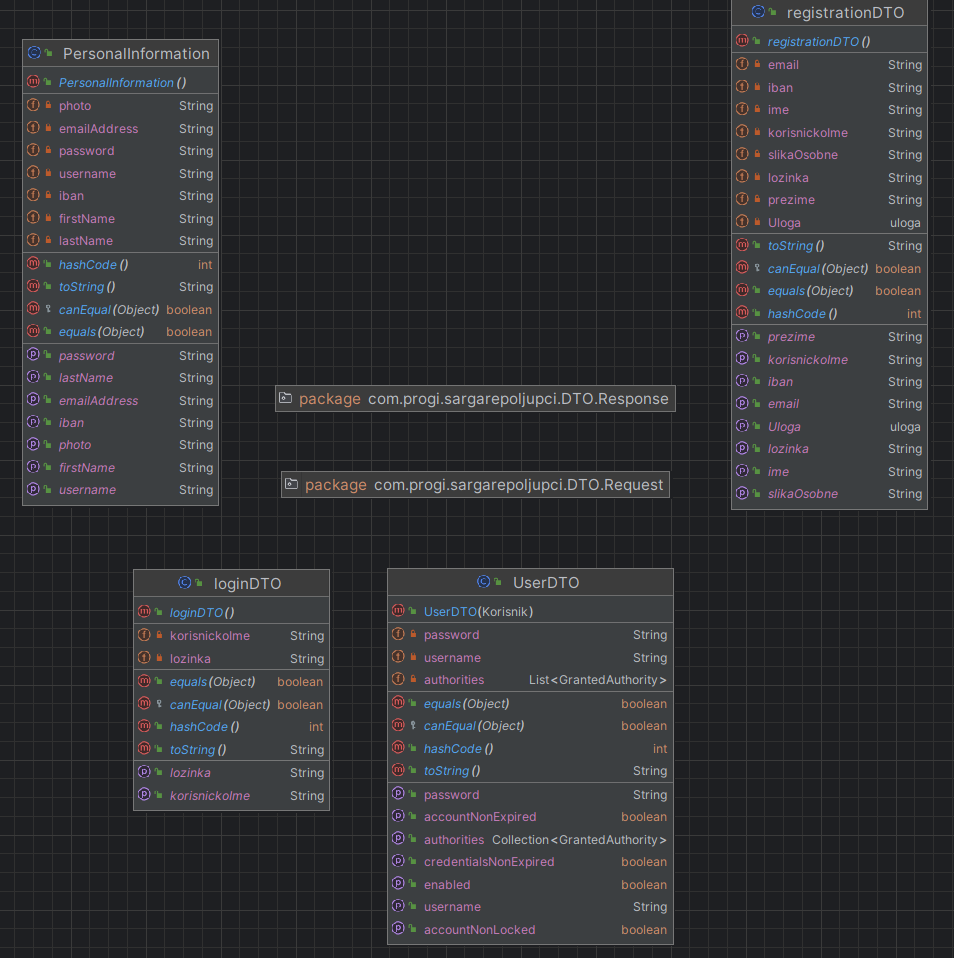 PersonalInformation
PersonalInformation()
photo String
emailAddress String
password String
username String
iban String
firstName String
lastName String
hashCode() int
toString() String
canEqual(Object) boolean
equals(Object) boolean
password String
lastName String
emailAddress String
iban String
photo String
firstName String
username String
registrationDTO
registrationDTO()
email String
iban String
ime String
korisnickoIme String
slikaOsobne String
lozinka String
prezime String
Uloga uloga
toString() String
canEqual(Object) boolean
equals(Object) boolean
hashCode() int
prezime String
korisnickoIme String
iban String
email String
Uloga uloga
lozinka String
ime String
slikaOsobne String
package com.progi.sargarepoljupci.DTO.Response
package com.progi.sargarepoljupci.DTO.Request
loginDTO
loginDTO()
korisnickoIme String
lozinka String
equals(Object) boolean
canEqual(Object) boolean
hashCode() int
toString() String
lozinka String
korisnickoIme String
UserDTO
UserDTO(Korisnik)
password String
username String
authorities List<GrantedAuthority>
equals(Object) boolean
canEqual(Object) boolean
hashCode() int
toString() String
password String
accountNonExpired boolean
authorities Collection<GrantedAuthority>
credentialsNonExpired boolean
enabled boolean
username String
accountNonLocked boolean